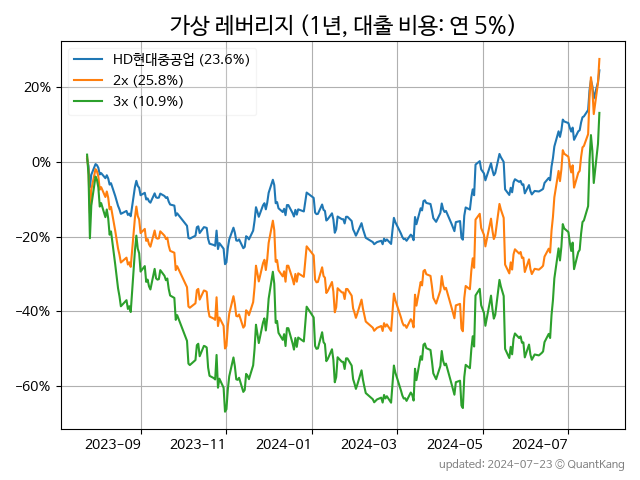 가상 레버리지 (1년, 대출 비용: 연 5%)
HD현대중공업 (23.6%)
2x (25.8%)
3x (10.9%)
20%
0%
−20%
−40%
−60%
2023-09
2023-11
2024-01
2024-03
2024-05
2024-07
updated: 2024-07-23 © QuantKang